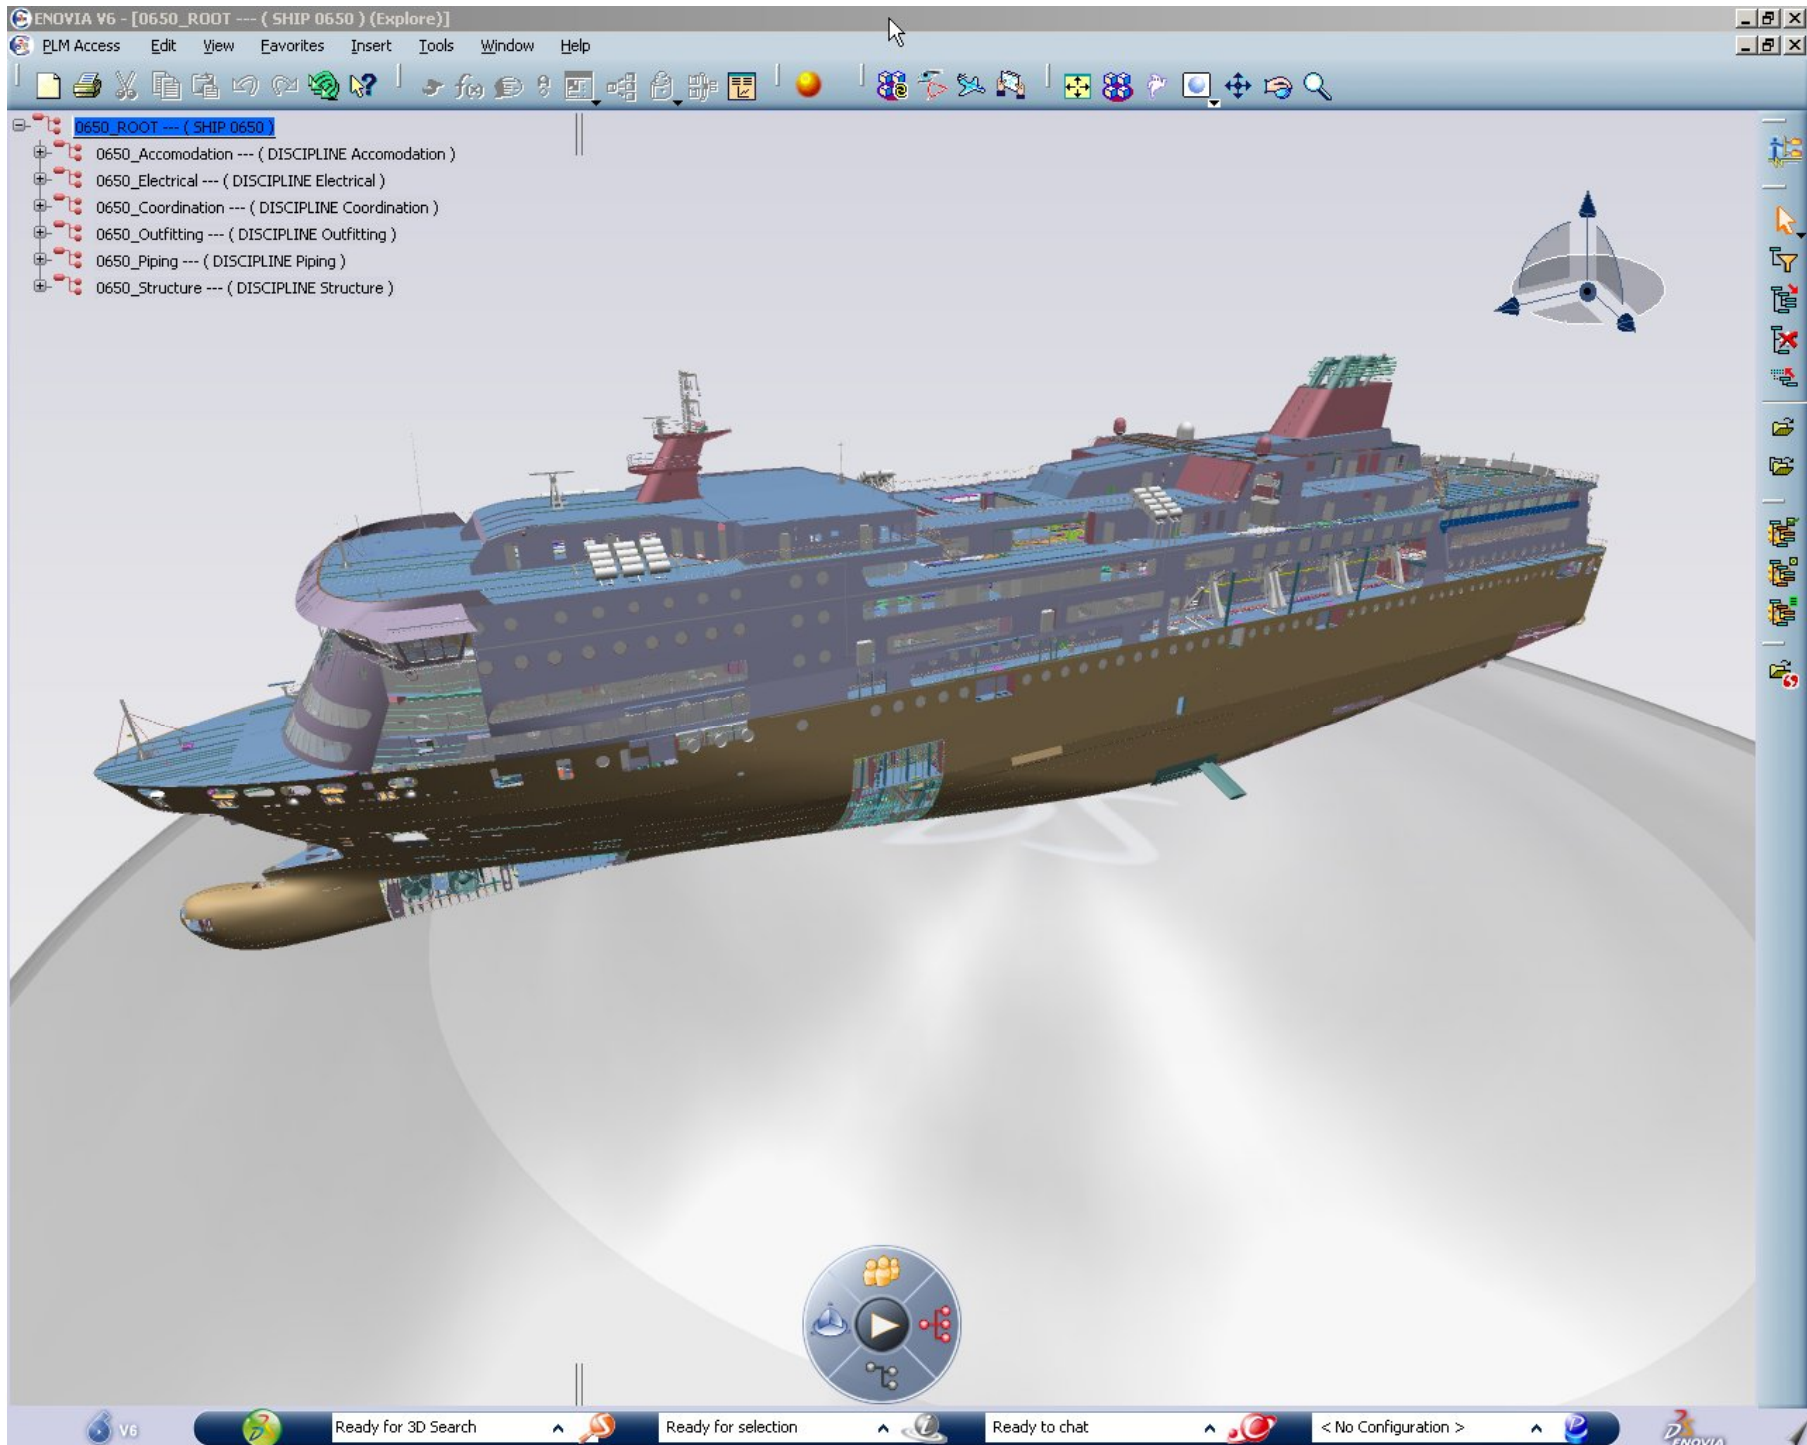 ENOVIA V6 - [0650_ROOT --- ( SHIP 0650 ) (Explore)]
PLM Access Edit View Favorites Insert Tools Window Help
0650_ROOT --- ( SHIP 0650 )
0650_Accomodation --- ( DISCIPLINE Accomodation )
0650_Electrical --- ( DISCIPLINE Electrical )
0650_Coordination --- ( DISCIPLINE Coordination )
0650_Outfitting --- ( DISCIPLINE Outfitting )
0650_Piping --- ( DISCIPLINE Piping )
0650_Structure --- ( DISCIPLINE Structure )
V6 Ready for 3D Search Ready for selection Ready to chat < No Configuration > ENOVIA